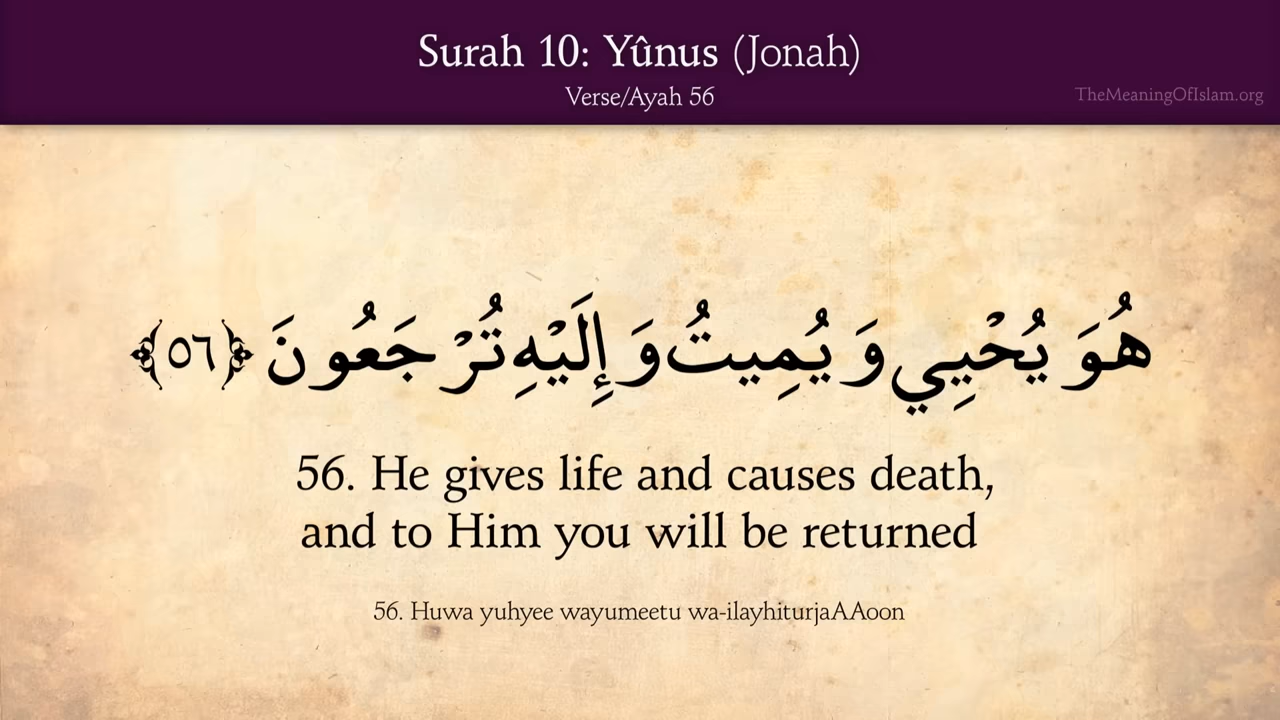 Surah 10: Yûnus (Jonah)
Verse/Ayah 56
TheMeaningOfIslam.org
هُوَ يُحْيِي وَيُمِيتُ وَإِلَيْهِ تُرْجَعُونَ ﴿٥٦﴾
56. He gives life and causes death,
and to Him you will be returned
56. Huwa yuhyee wayumeetu wa-ilayhiturjaAAoon